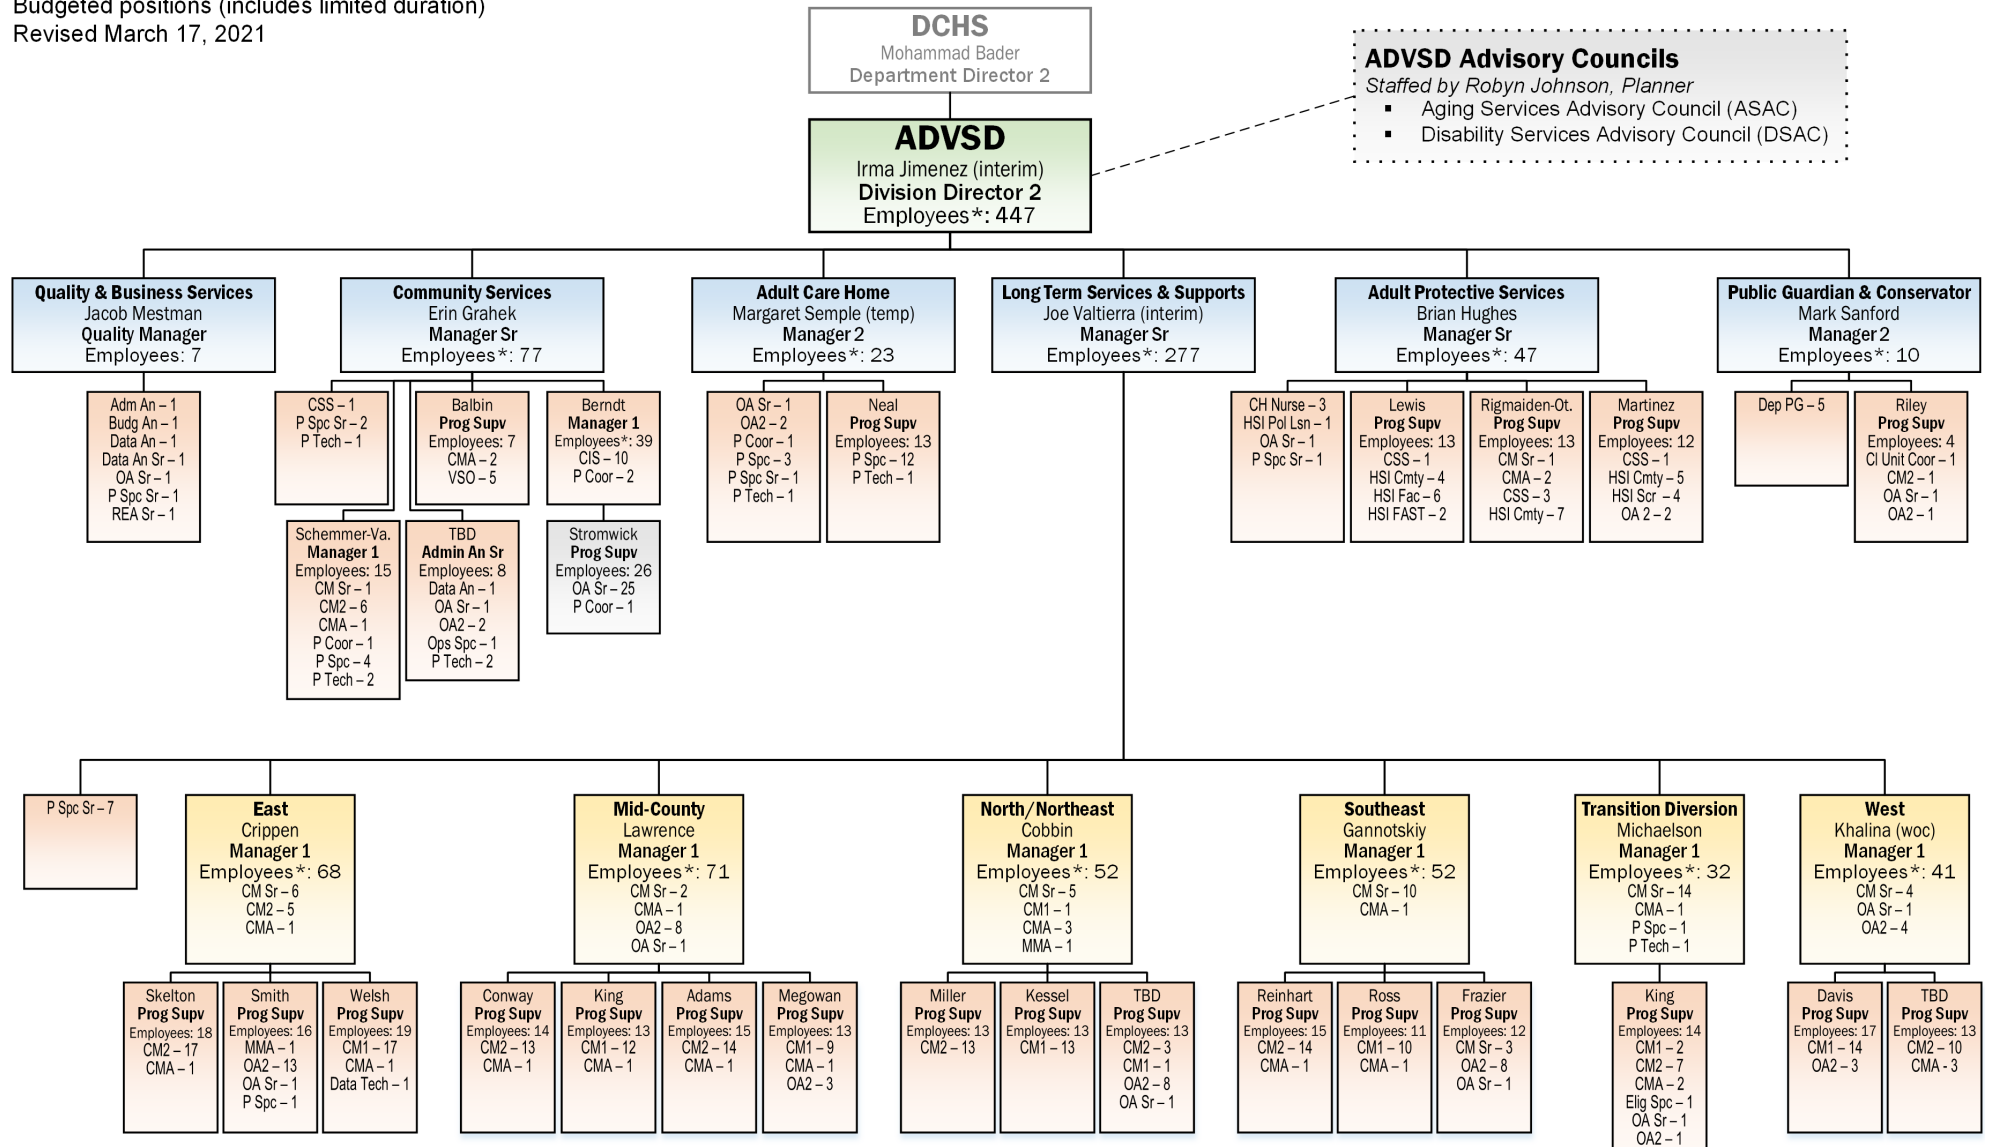 Budgeted positions (includes limited duration)
Revised March 17, 2021
DCHS
Mohammad Bader
Department Director 2
ADVSD Advisory Councils
Staffed by Robyn Johnson, Planner
▪ Aging Services Advisory Council (ASAC)
▪ Disability Services Advisory Council (DSAC)
ADVSD
Irma Jimenez (interim)
Division Director 2
Employees*: 447
Quality & Business Services
Jacob Mestman
Quality Manager
Employees: 7
Community Services
Erin Grahek
Manager Sr
Employees*: 77
Adult Care Home
Margaret Semple (temp)
Manager 2
Employees*: 23
Long Term Services & Supports
Joe Valtierra (interim)
Manager Sr
Employees*: 277
Adult Protective Services
Brian Hughes
Manager Sr
Employees*: 47
Public Guardian & Conservator
Mark Sanford
Manager 2
Employees*: 10
Adm An – 1
Budg An – 1
Data An – 1
Data An Sr – 1
OA Sr – 1
P Spc Sr – 1
REA Sr – 1
CSS – 1
P Spc Sr – 2
P Tech – 1
Balbin
Prog Supv
Employees: 7
CMA – 2
VSO – 5
Berndt
Manager 1
Employees*: 39
CIS – 10
P Coor – 2
Schemmer-Va.
Manager 1
Employees: 15
CM Sr – 1
CM2 – 6
CMA – 1
P Coor – 1
P Spc – 4
P Tech – 2
TBD
Admin An Sr
Employees: 8
Data An – 1
OA Sr – 1
OA2 – 2
Ops Spc – 1
P Tech – 2
Stromwick
Prog Supv
Employees: 26
OA Sr – 25
P Coor – 1
OA Sr – 1
OA2 – 2
P Coor – 1
P Spc – 3
P Spc Sr – 1
P Tech – 1
Neal
Prog Supv
Employees: 13
P Spc – 12
P Tech – 1
CH Nurse – 3
HSI Pol Lsn – 1
OA Sr – 1
P Spc Sr – 1
Lewis
Prog Supv
Employees: 13
CSS – 1
HSI Cmty – 4
HSI Fac – 6
HSI FAST – 2
Rigmaiden-Ot.
Prog Supv
Employees: 13
CM Sr – 1
CMA – 2
CSS – 3
HSI Cmty – 7
Martinez
Prog Supv
Employees: 12
CSS – 1
HSI Cmty – 5
HSI Scr – 4
OA 2 – 2
Dep PG – 5
Riley
Prog Supv
Employees: 4
Cl Unit Coor – 1
CM2 – 1
OA Sr – 1
OA2 – 1
P Spc Sr – 7
East
Crippen
Manager 1
Employees*: 68
CM Sr – 6
CM2 – 5
CMA – 1
Mid-County
Lawrence
Manager 1
Employees*: 71
CM Sr – 2
CMA – 1
OA2 – 8
OA Sr – 1
North/Northeast
Cobbin
Manager 1
Employees*: 52
CM Sr – 5
CM1 – 1
CMA – 3
MMA – 1
Southeast
Gannotskiy
Manager 1
Employees*: 52
CM Sr – 10
CMA – 1
Transition Diversion
Michaelson
Manager 1
Employees*: 32
CM Sr – 14
CMA – 1
P Spc – 1
P Tech – 1
West
Khalina (woc)
Manager 1
Employees*: 41
CM Sr – 4
OA Sr – 1
OA2 – 4
Skelton
Prog Supv
Employees: 18
CM2 – 17
CMA – 1
Smith
Prog Supv
Employees: 16
MMA – 1
OA2 – 13
OA Sr – 1
P Spc – 1
Welsh
Prog Supv
Employees: 19
CM1 – 17
CMA – 1
Data Tech – 1
Conway
Prog Supv
Employees: 14
CM2 – 13
CMA – 1
King
Prog Supv
Employees: 13
CM1 – 12
CMA – 1
Adams
Prog Supv
Employees: 15
CM2 – 14
CMA – 1
Megowan
Prog Supv
Employees: 13
CM1 – 9
CMA – 1
OA2 – 3
Miller
Prog Supv
Employees: 13
CM2 – 13
Kessel
Prog Supv
Employees: 13
CM1 – 13
TBD
Prog Supv
Employees: 13
CM2 – 3
CM1 – 1
OA2 – 8
OA Sr – 1
Reinhart
Prog Supv
Employees: 15
CM2 – 14
CMA – 1
Ross
Prog Supv
Employees: 11
CM1 – 10
CMA – 1
Frazier
Prog Supv
Employees: 12
CM Sr – 3
OA2 – 8
OA Sr – 1
King
Prog Supv
Employees: 14
CM1 – 2
CM2 – 7
CMA – 2
Elig Spc – 1
OA Sr – 1
OA2 – 1
Davis
Prog Supv
Employees: 17
CM1 – 14
OA2 – 3
TBD
Prog Supv
Employees: 13
CM2 – 10
CMA - 3